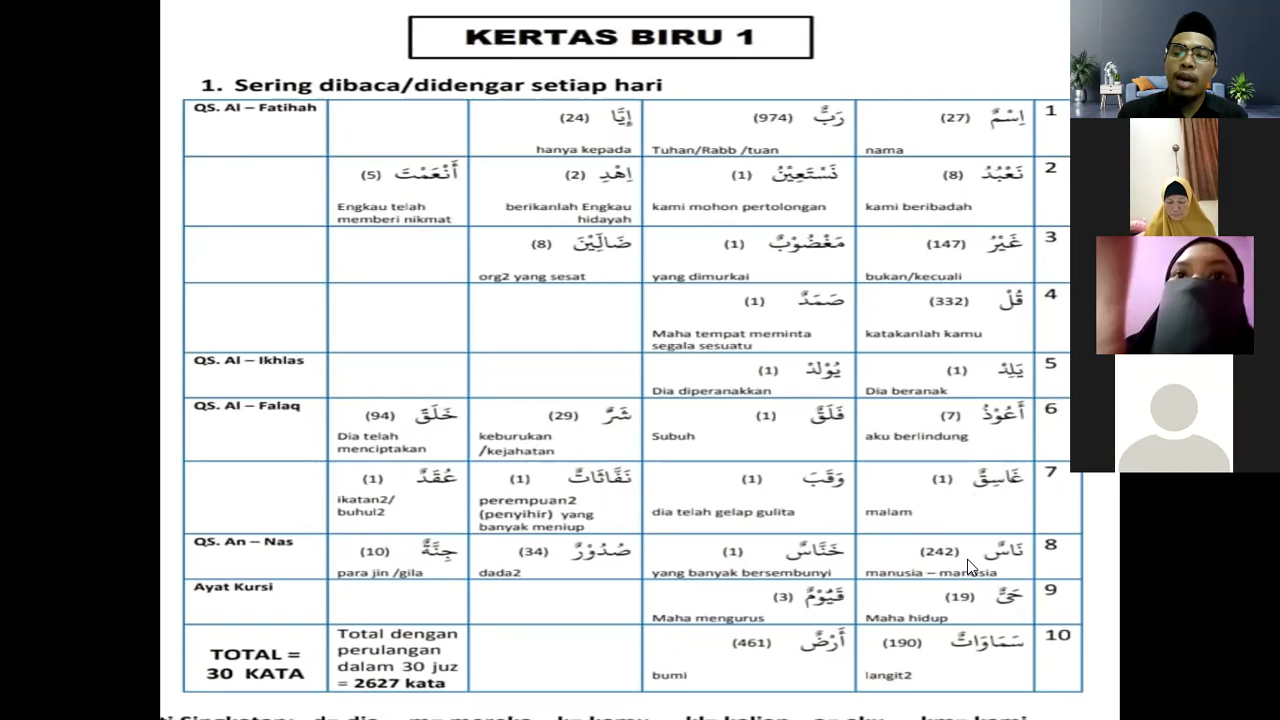 KERTAS BIRU 1
1. Sering dibaca/didengar setiap hari
QS. Al – Fatihah
إِيَّا (24)
hanya kepada
رَبٌّ (974)
Tuhan/Rabb /tuan
اِسْمٌ (27)
nama
1
أَنْعَمْتَ (5)
Engkau telah
memberi nikmat
اِهْدِ (2)
berikanlah Engkau
hidayah
نَسْتَعِيْنُ (1)
kami mohon pertolongan
نَعْبُدُ (8)
kami beribadah
2
ضَالِّيْنَ (8)
org2 yang sesat
مَغْضُوْبٌ (1)
yang dimurkai
غَيْرُ (147)
bukan/kecuali
3
صَمَدٌ (1)
Maha tempat meminta
segala sesuatu
قُلْ (332)
katakanlah kamu
4
QS. Al – Ikhlas
يُوْلَدْ (1)
Dia diperanakkan
يَلِدْ (1)
Dia beranak
5
QS. Al – Falaq
خَلَقَ (94)
Dia telah
menciptakan
شَرٌّ (29)
keburukan
/kejahatan
فَلَقٌ (1)
Subuh
أَعُوْذُ (7)
aku berlindung
6
عُقَدٌ (1)
ikatan2/
buhul2
نَفَّاثَاتٌ (1)
perempuan2
(penyihir) yang
banyak meniup
وَقَبَ (1)
dia telah gelap gulita
غَاسِقٌ (1)
malam
7
QS. An – Nas
جِنَّةٌ (10)
para jin /gila
صُدُوْرٌ (34)
dada2
خَنَّاسٌ (1)
yang banyak bersembunyi
نَاسٌ (242)
manusia – manusia
8
Ayat Kursi
قَيُّوْمٌ (3)
Maha mengurus
حَيٌّ (19)
Maha hidup
9
TOTAL =
30 KATA
Total dengan
perulangan
dalam 30 juz
= 2627 kata
أَرْضٌ (461)
bumi
سَمَاوَاتٌ (190)
langit2
10